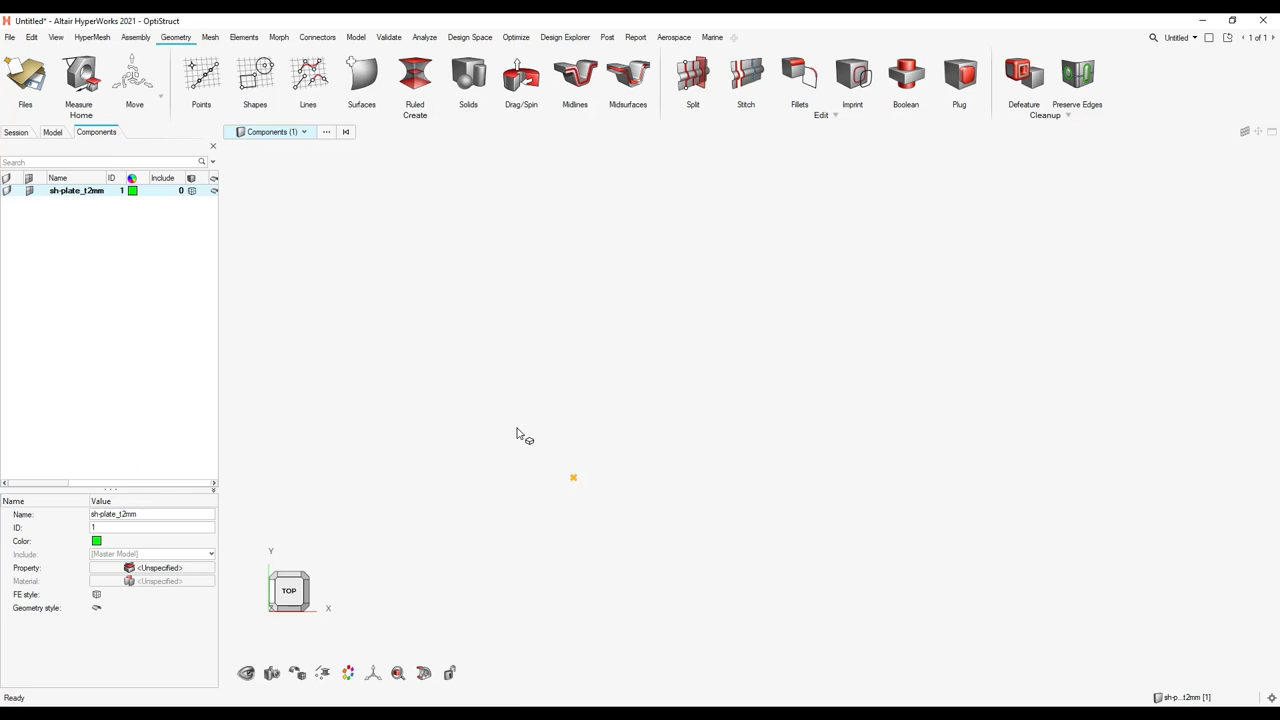 Untitled* - Altair HyperWorks 2021 - OptiStruct
File Edit View HyperMesh Assembly Geometry Mesh Elements Morph Connectors Model Validate Analyze Design Space Optimize Design Explorer Post Report Aerospace Marine Untitled 1 of 1
Files Measure Move Points Shapes Lines Surfaces Ruled Solids Drag/Spin Midlines Midsurfaces Split Stitch Fillets Imprint Boolean Plug Defeature Preserve Edges
Home Create Edit Cleanup
Session Model Components Components (1)
Search
Name ID Include
sh-plate_t2mm 1 0
Name Value
Name: sh-plate_t2mm
ID: 1
Color:
Include: [Master Model]
Property: <Unspecified>
Material: <Unspecified>
FE style:
Geometry style:
Y
TOP
X
Ready sh-p...t2mm [1]